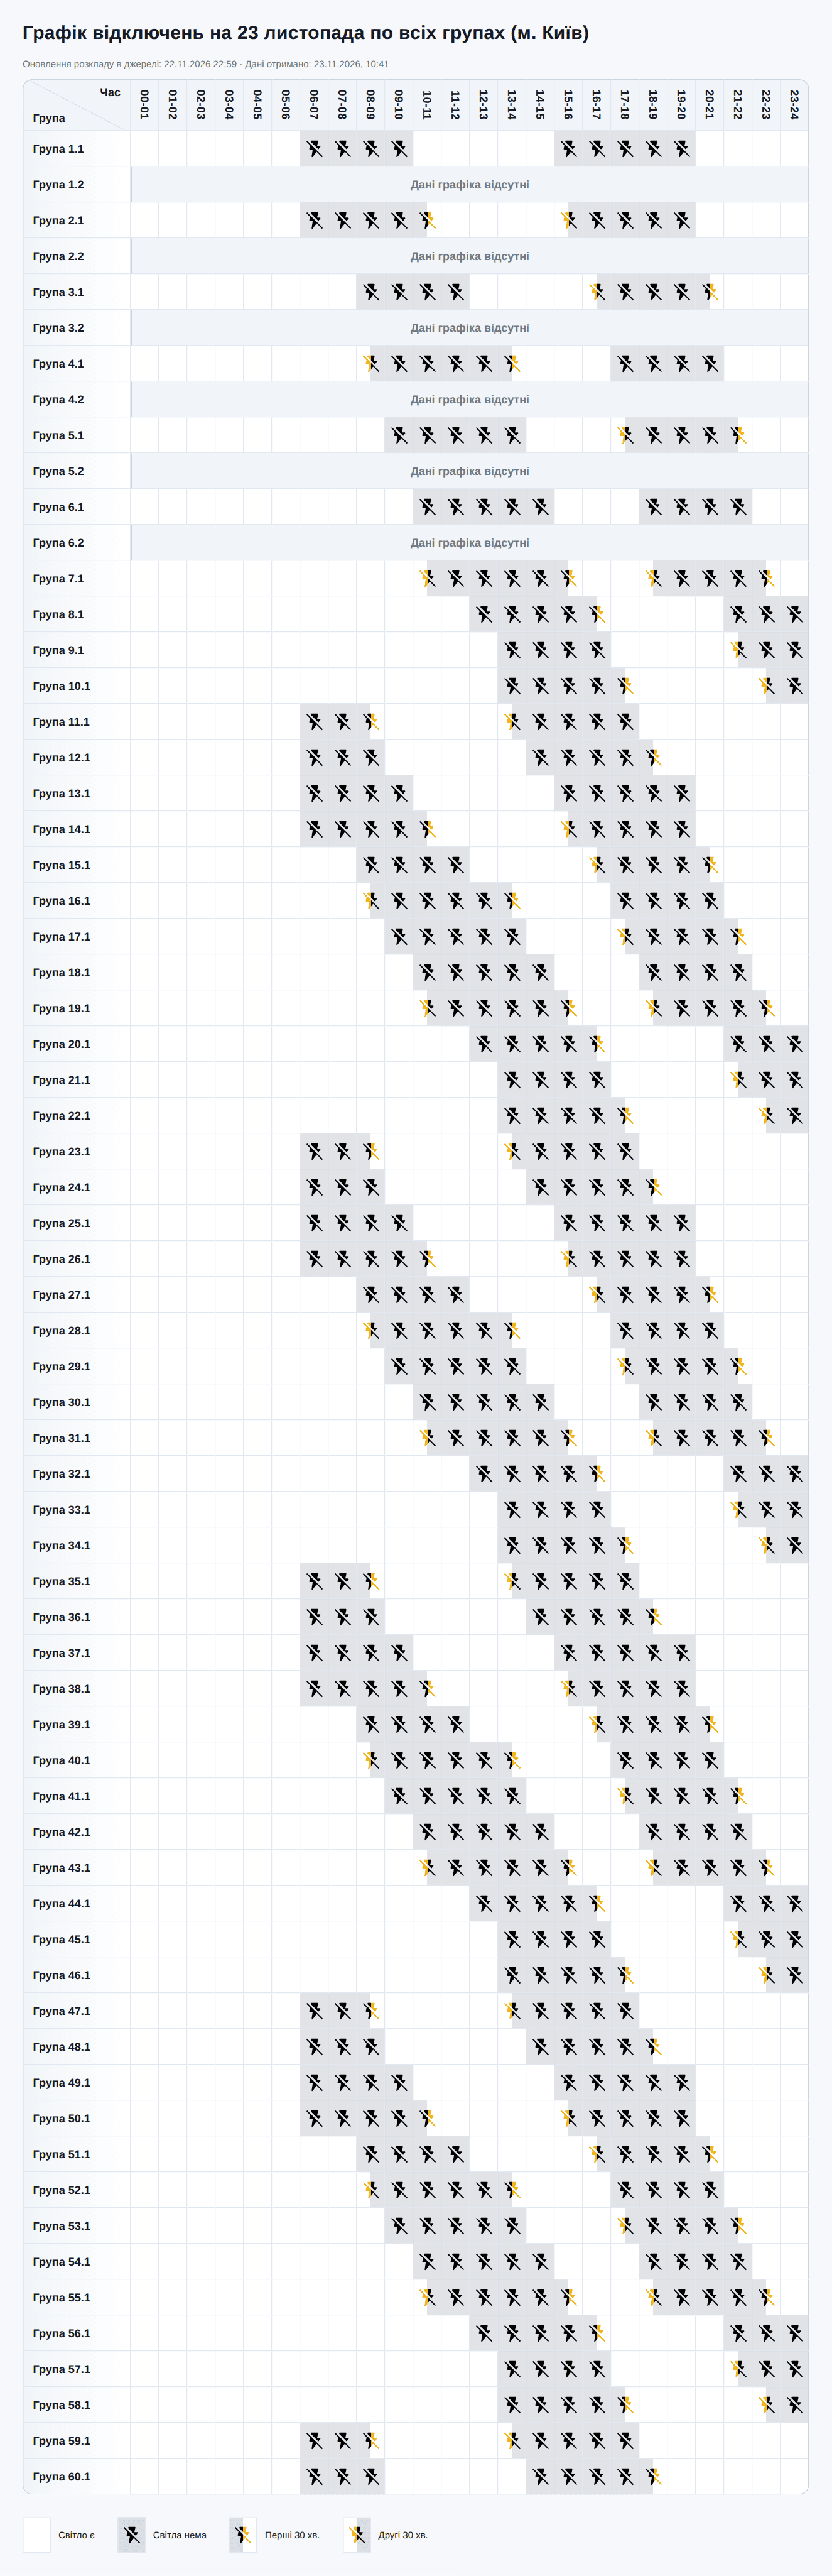 Графік відключень на 23 листопада по всіх групах (м. Київ)
Оновлення розкладу в джерелі: 22.11.2026 22:59 · Дані отримано: 23.11.2026, 10:41
Час
Група
00-01 01-02 02-03 03-04 04-05 05-06 06-07 07-08 08-09 09-10 10-11 11-12 12-13 13-14 14-15 15-16 16-17 17-18 18-19 19-20 20-21 21-22 22-23 23-24
Група 1.1
Група 1.2 Дані графіка відсутні
Група 2.1
Група 2.2 Дані графіка відсутні
Група 3.1
Група 3.2 Дані графіка відсутні
Група 4.1
Група 4.2 Дані графіка відсутні
Група 5.1
Група 5.2 Дані графіка відсутні
Група 6.1
Група 6.2 Дані графіка відсутні
Група 7.1
Група 8.1
Група 9.1
Група 10.1
Група 11.1
Група 12.1
Група 13.1
Група 14.1
Група 15.1
Група 16.1
Група 17.1
Група 18.1
Група 19.1
Група 20.1
Група 21.1
Група 22.1
Група 23.1
Група 24.1
Група 25.1
Група 26.1
Група 27.1
Група 28.1
Група 29.1
Група 30.1
Група 31.1
Група 32.1
Група 33.1
Група 34.1
Група 35.1
Група 36.1
Група 37.1
Група 38.1
Група 39.1
Група 40.1
Група 41.1
Група 42.1
Група 43.1
Група 44.1
Група 45.1
Група 46.1
Група 47.1
Група 48.1
Група 49.1
Група 50.1
Група 51.1
Група 52.1
Група 53.1
Група 54.1
Група 55.1
Група 56.1
Група 57.1
Група 58.1
Група 59.1
Група 60.1
Світло є Світла нема Перші 30 хв. Другі 30 хв.